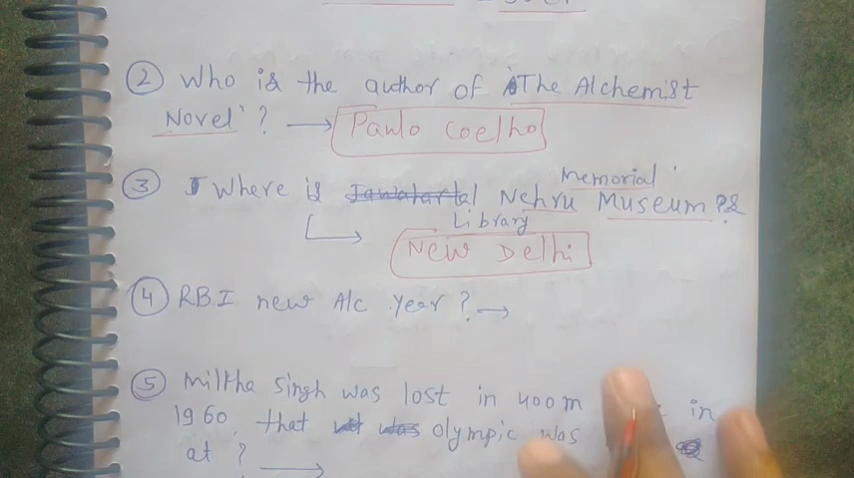 ② Who is the author of 'The Alchemist
Novel' ? → Paulo Coelho
③ Where is Nehru Memorial Museum &
Library
New Delhi
④ RBI new A/c Year ? →
⑤ Milkha Singh was lost in 400m in
1960 that olympic was
at ? →